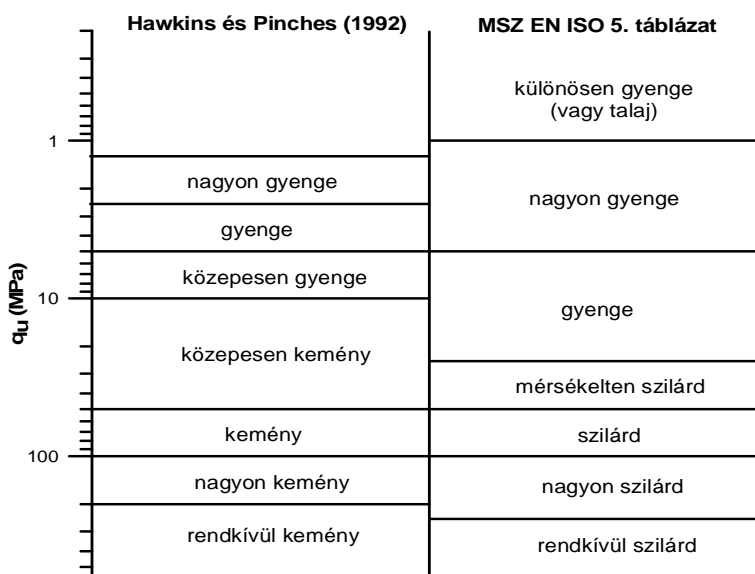 Hawkins és Pinches (1992)
MSZ EN ISO 5. táblázat
különösen gyenge
(vagy talaj)
1
nagyon gyenge
nagyon gyenge
gyenge
közepesen gyenge
qu (MPa)
10
gyenge
közepesen kemény
mérsékelten szilárd
kemény
szilárd
100
nagyon kemény
nagyon szilárd
rendkívül kemény
rendkívül szilárd